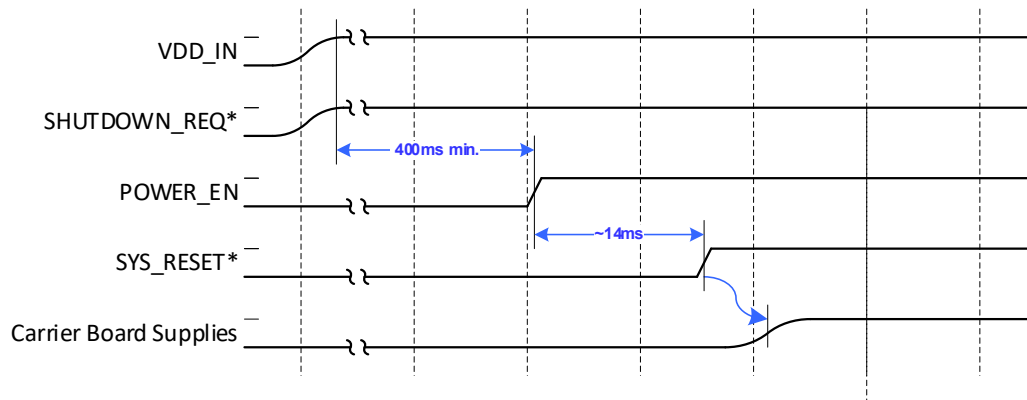 VDD_IN
SHUTDOWN_REQ*
400ms min.
POWER_EN
~14ms
SYS_RESET*
Carrier Board Supplies